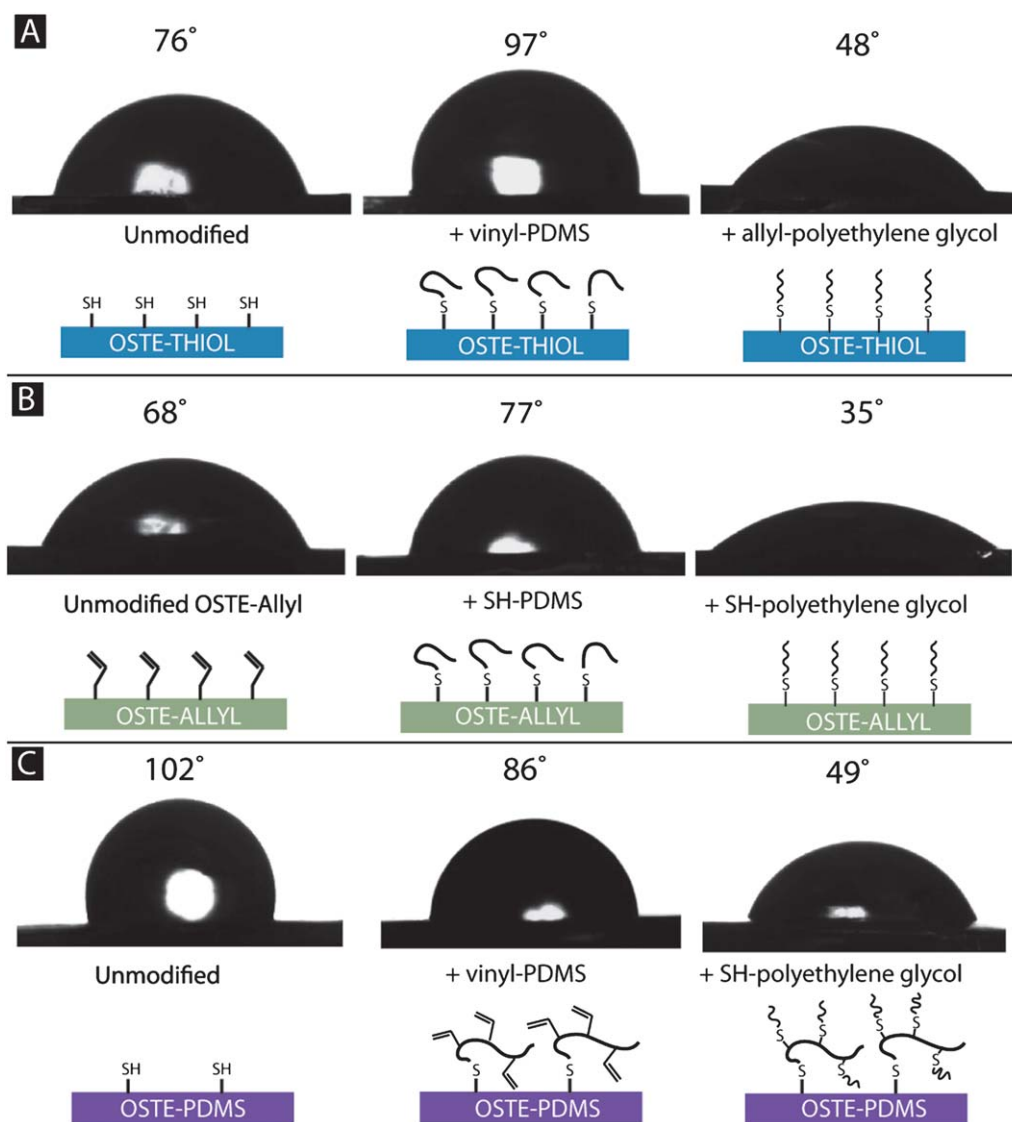 A
76° 97° 48°
Unmodified + vinyl-PDMS + allyl-polyethylene glycol
SH SH SH SH S S S S S S S S
OSTE-THIOL OSTE-THIOL OSTE-THIOL
B
68° 77° 35°
Unmodified OSTE-Allyl + SH-PDMS + SH-polyethylene glycol
S S S S S S S S
OSTE-ALLYL OSTE-ALLYL OSTE-ALLYL
C
102° 86° 49°
Unmodified + vinyl-PDMS + SH-polyethylene glycol
S S S S S S
SH SH S S S S
OSTE-PDMS OSTE-PDMS OSTE-PDMS